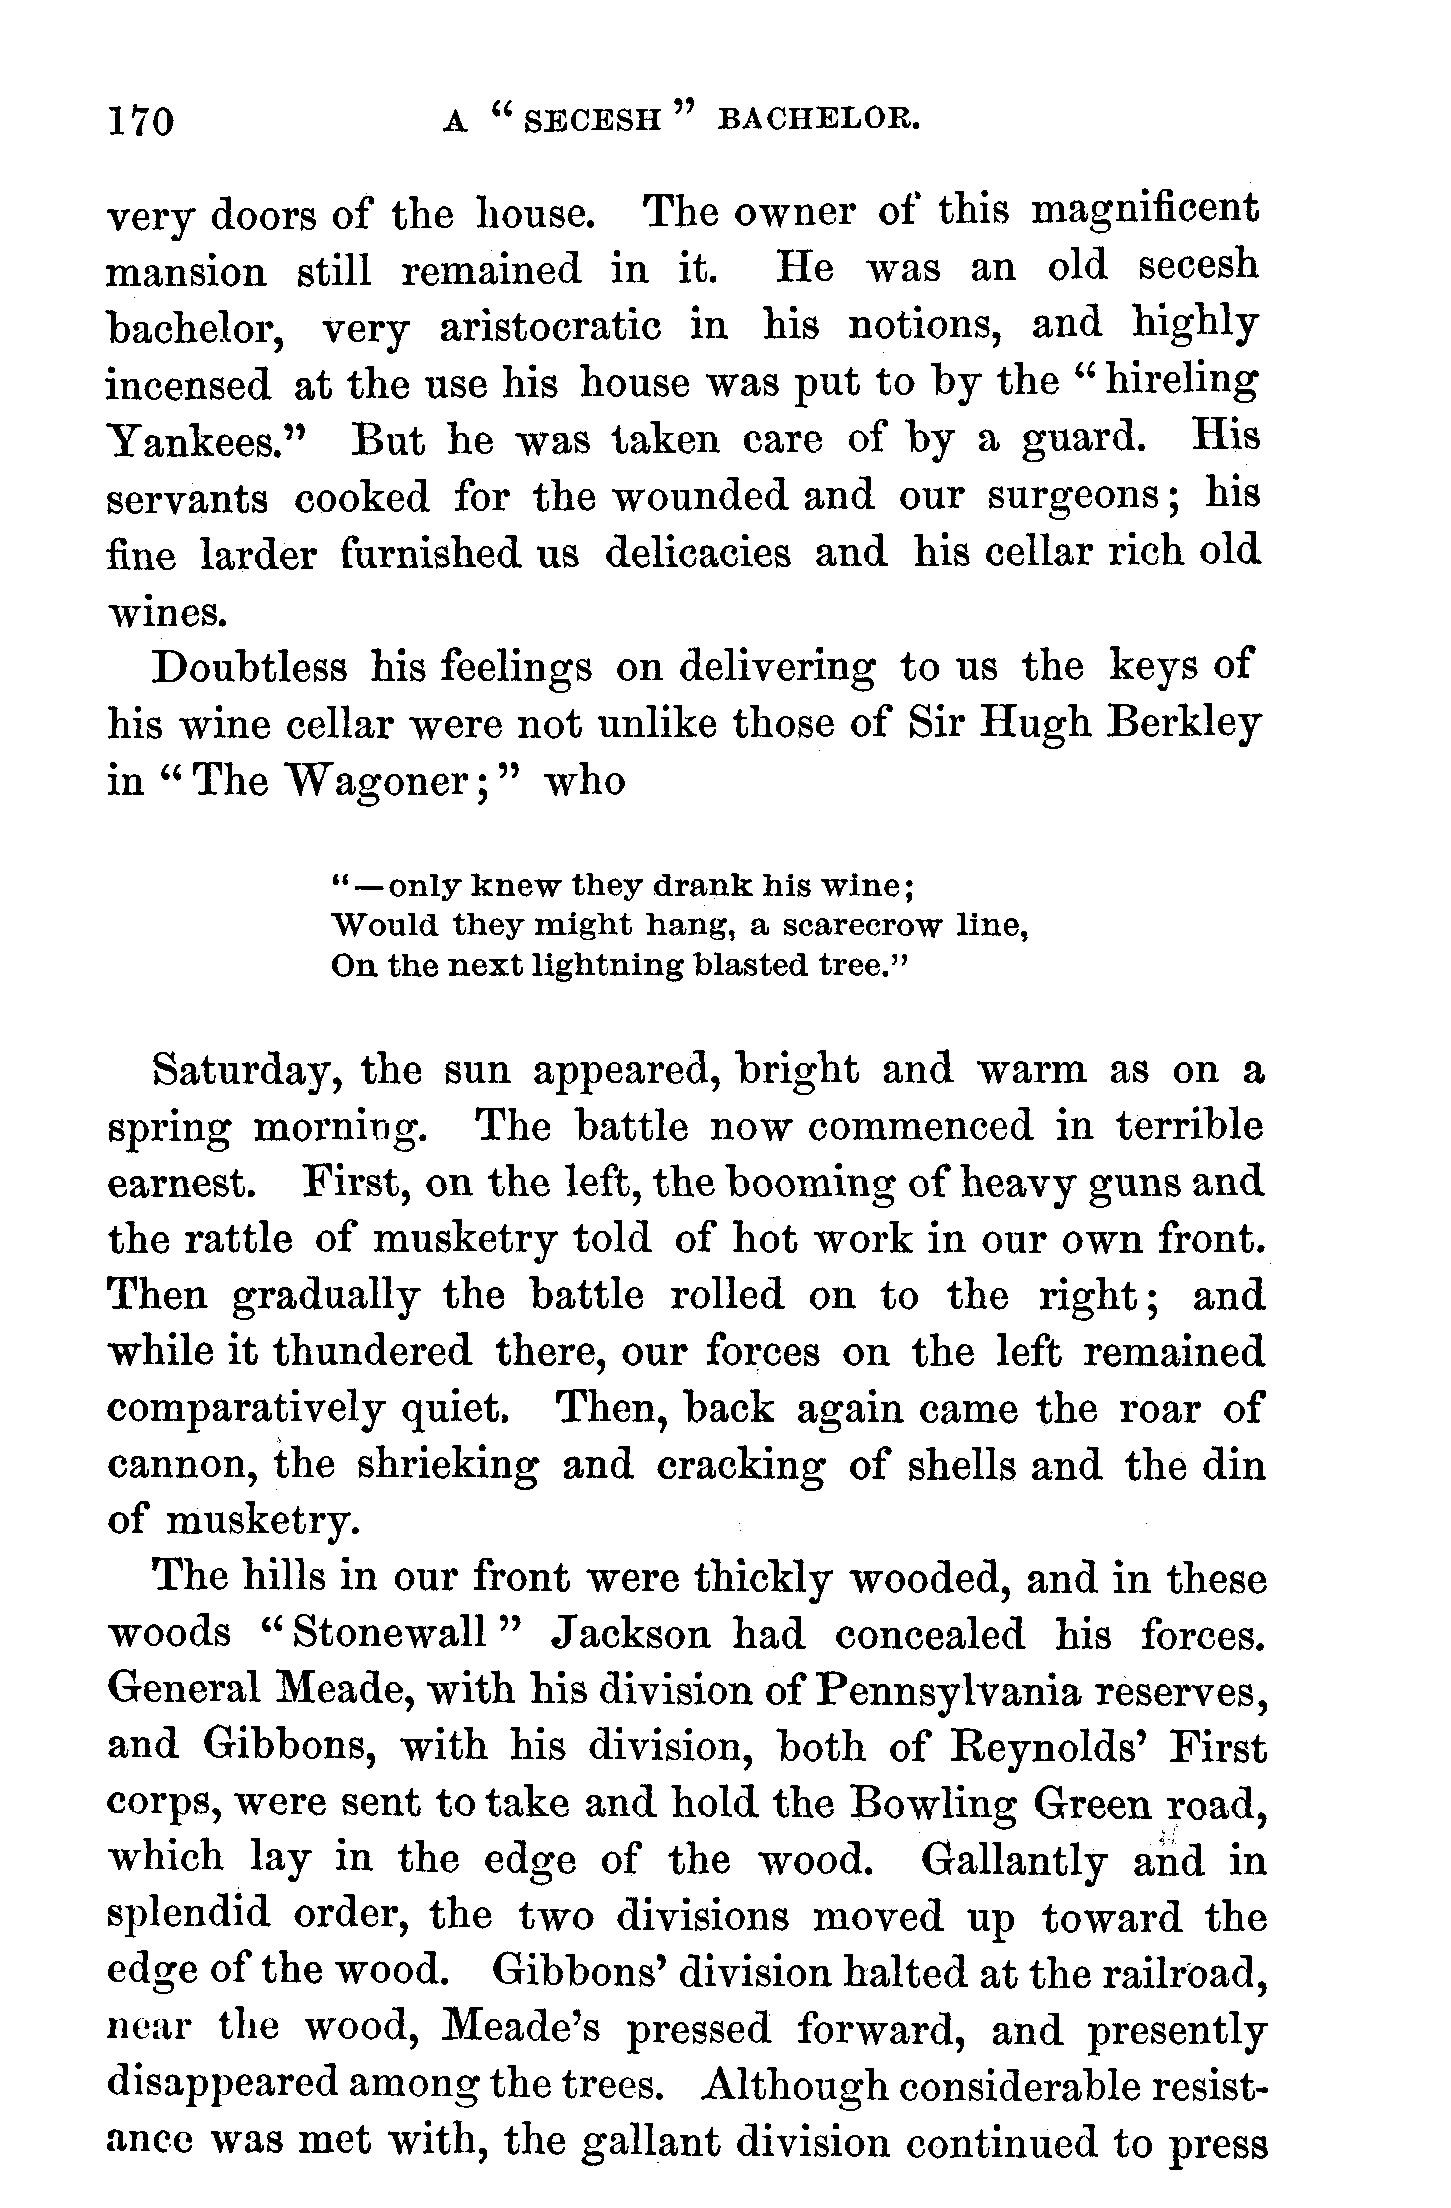 170 A “ SECESH ” BACHELOR.
very doors of the house. The owner of this magnificent
mansion still remained in it. He was an old secesh
bachelor, very aristocratic in his notions, and highly
incensed at the use his house was put to by the “ hireling
Yankees.” But he was taken care of by a guard. His
servants cooked for the wounded and our surgeons ; his
fine larder furnished us delicacies and his cellar rich old
wines.
Doubtless his feelings on delivering to us the keys of
his wine cellar were not unlike those of Sir Hugh Berkley
in “ The Wagoner ; ” who
“—only knew they drank his wine;
Would they might hang, a scarecrow line,
On the next lightning blasted tree.”
Saturday, the sun appeared, bright and warm as on a
spring morning. The battle now commenced in terrible
earnest. First, on the left, the booming of heavy guns and
the rattle of musketry told of hot work in our own front.
Then gradually the battle rolled on to the right ; and
while it thundered there, our forces on the left remained
comparatively quiet. Then, back again came the roar of
cannon, the shrieking and cracking of shells and the din
of musketry.
The hills in our front were thickly wooded, and in these
woods “ Stonewall ” Jackson had concealed his forces.
General Meade, with his division of Pennsylvania reserves,
and Gibbons, with his division, both of Reynolds’ First
corps, were sent to take and hold the Bowling Green road,
which lay in the edge of the wood. Gallantly and in
splendid order, the two divisions moved up toward the
edge of the wood. Gibbons’ division halted at the railroad,
near the wood, Meade’s pressed forward, and presently
disappeared among the trees. Although considerable resist-
ance was met with, the gallant division continued to press